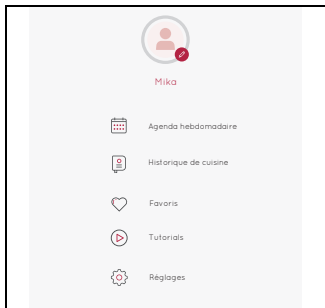 Mika
Agenda hebdomadaire
Historique de cuisine
Favoris
Tutorials
Réglages